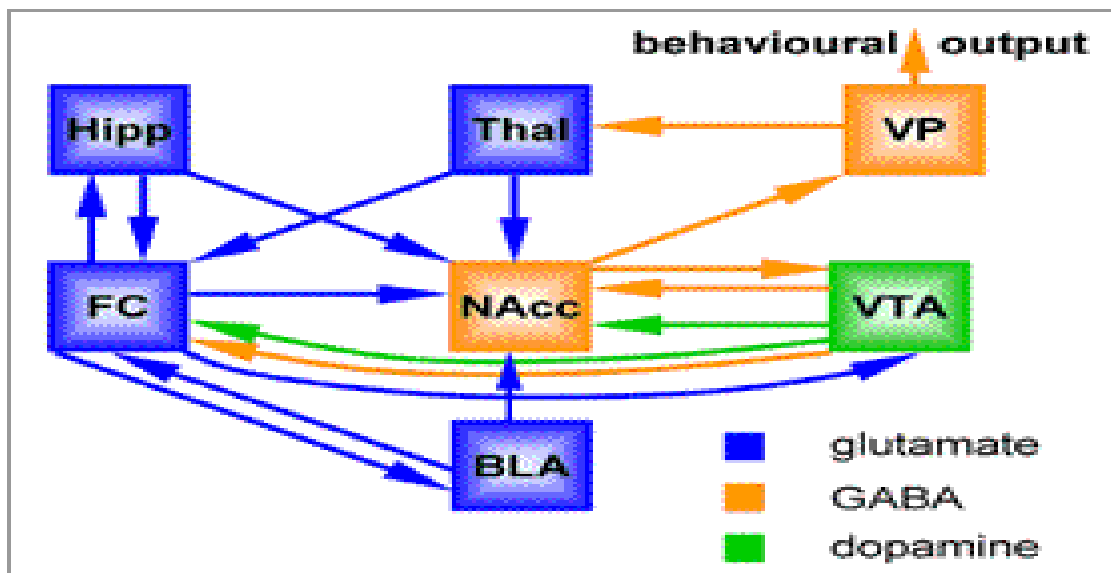 behavioural output
Hipp
Thal
VP
FC
NAcc
VTA
BLA
glutamate
GABA
dopamine